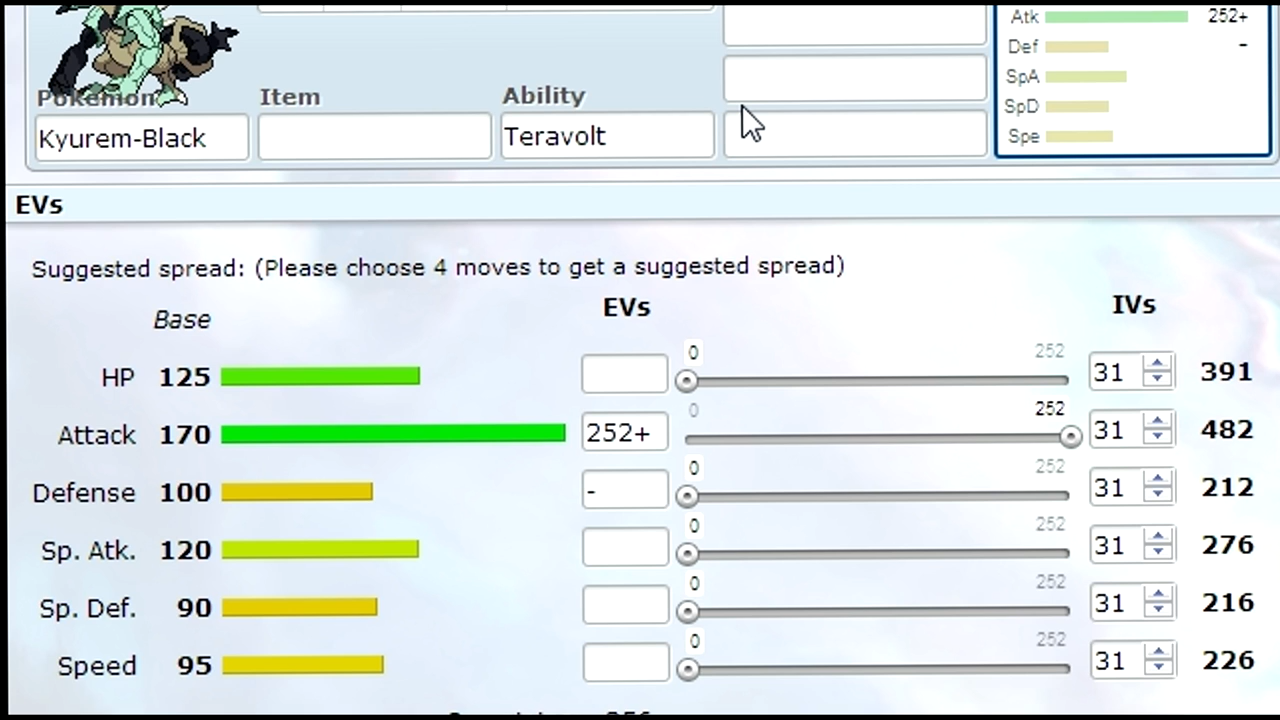 Atk 252+
Def -
SpA
SpD
Spe
Pokemon Item Ability
Kyurem-Black Teravolt
EVs
Suggested spread: (Please choose 4 moves to get a suggested spread)
Base EVs IVs
0 252
HP 125 31 391
0 252
Attack 170 252+ 31 482
0 252
Defense 100 - 31 212
0 252
Sp. Atk. 120 31 276
0 252
Sp. Def. 90 31 216
0 252
Speed 95 31 226